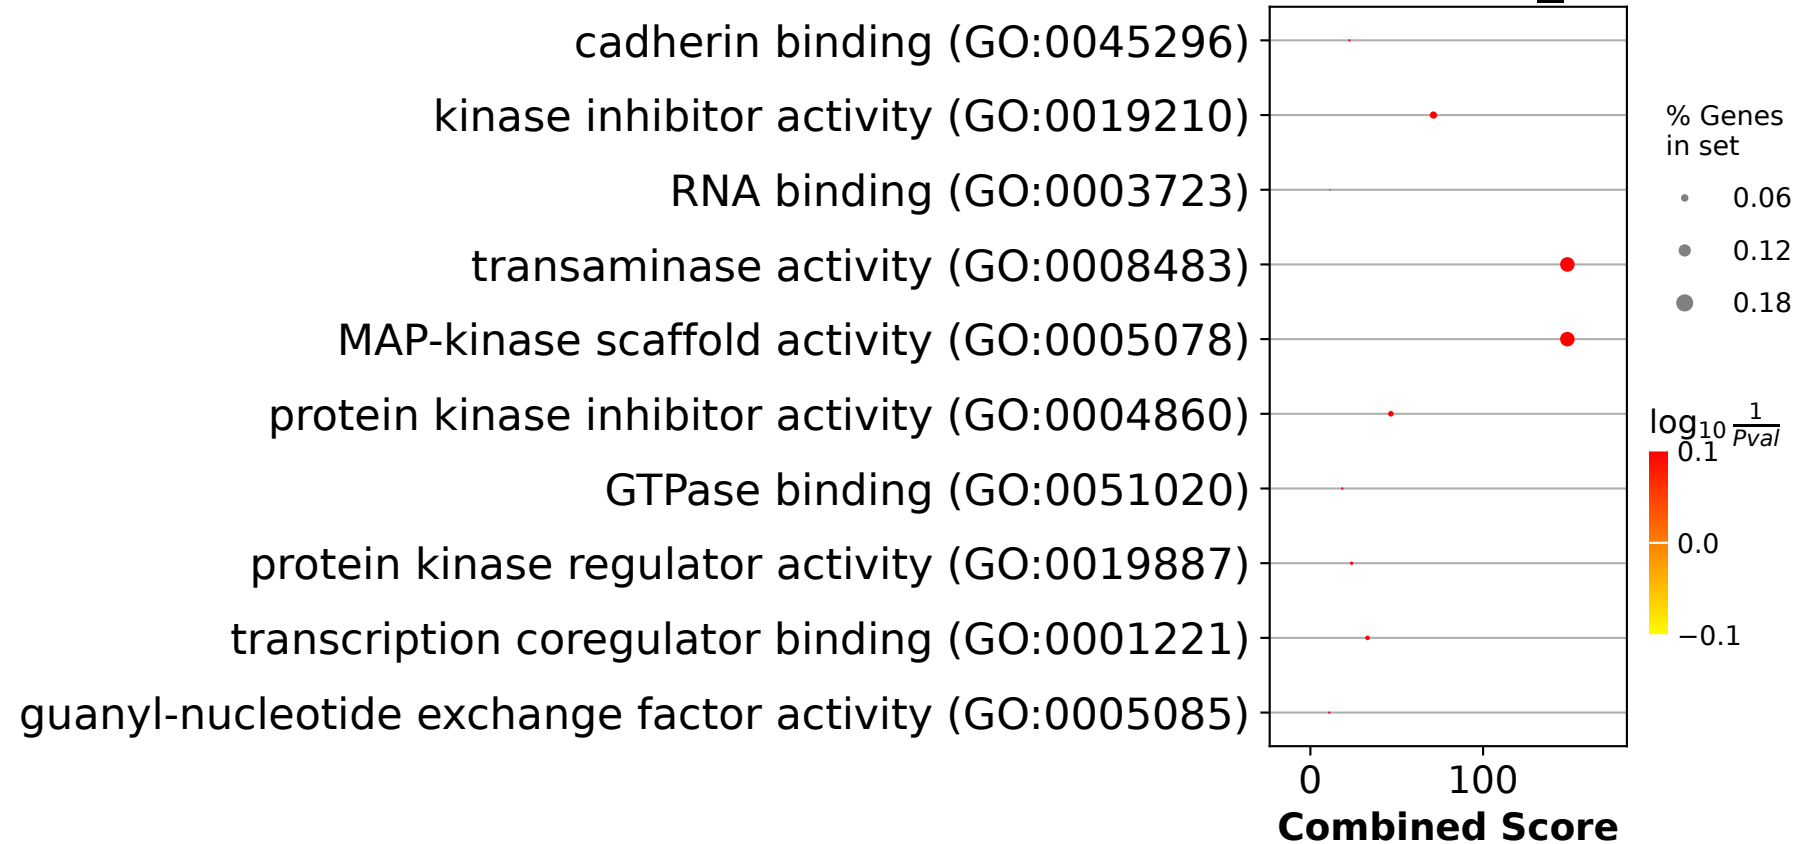 cadherin binding (GO:0045296)
kinase inhibitor activity (GO:0019210)
RNA binding (GO:0003723)
transaminase activity (GO:0008483)
MAP-kinase scaffold activity (GO:0005078)
protein kinase inhibitor activity (GO:0004860)
GTPase binding (GO:0051020)
protein kinase regulator activity (GO:0019887)
transcription coregulator binding (GO:0001221)
guanyl-nucleotide exchange factor activity (GO:0005085)
0 100
Combined Score
% Genes
in set
0.06
0.12
0.18
log₁₀ 1/Pval
0.1
0.0
−0.1